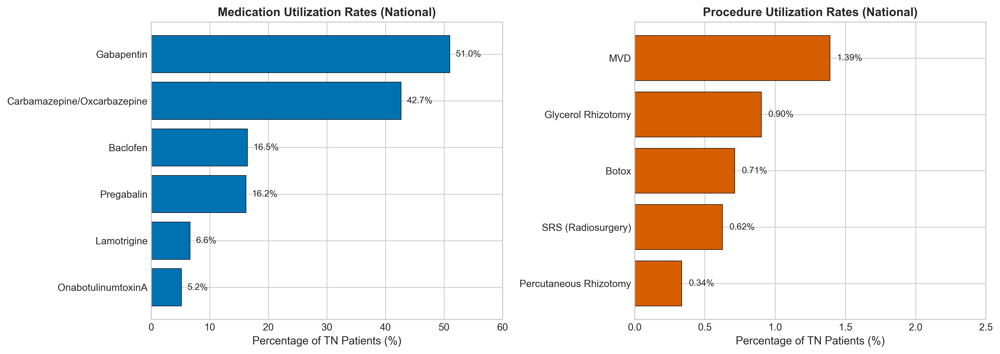 Medication Utilization Rates (National)
Gabapentin
51.0%
Carbamazepine/Oxcarbazepine
42.7%
Baclofen
16.5%
Pregabalin
16.2%
Lamotrigine
6.6%
OnabotulinumtoxinA
5.2%
0 10 20 30 40 50 60
Percentage of TN Patients (%)
Procedure Utilization Rates (National)
MVD
1.39%
Glycerol Rhizotomy
0.90%
Botox
0.71%
SRS (Radiosurgery)
0.62%
Percutaneous Rhizotomy
0.34%
0.0 0.5 1.0 1.5 2.0 2.5
Percentage of TN Patients (%)